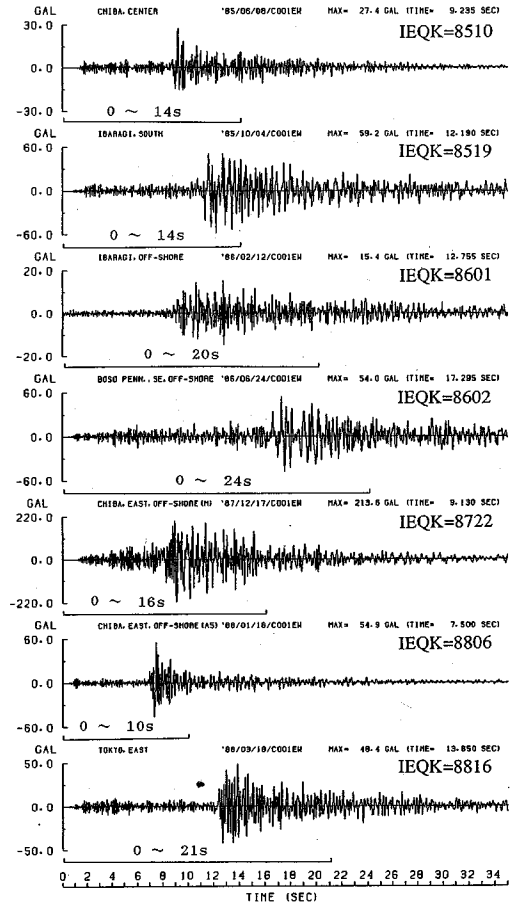 GAL CHIBA, CENTER '85/06/08/C001EW MAX= 27.4 GAL (TIME= 9.235 SEC)
30.0 IEQK=8510
0.0
-30.0 0 ~ 14s
GAL IBARAGI, SOUTH '85/10/04/C001EW MAX= 59.2 GAL (TIME= 12.190 SEC)
60.0 IEQK=8519
0.0
-60.0 0 ~ 14s
GAL IBARAGI, OFF-SHORE '86/02/12/C001EW MAX= 15.4 GAL (TIME= 12.755 SEC)
20.0 IEQK=8601
0.0
-20.0 0 ~ 20s
GAL BOSO PENN., SE. OFF-SHORE '86/06/24/C001EW MAX= 54.0 GAL (TIME= 17.295 SEC)
60.0 IEQK=8602
0.0
-60.0 0 ~ 24s
GAL CHIBA, EAST, OFF-SHORE (M) '87/12/17/C001EW MAX= 213.6 GAL (TIME= 9.130 SEC)
220.0 IEQK=8722
0.0
-220.0 0 ~ 16s
GAL CHIBA, EAST, OFF-SHORE (AS) '88/01/16/C001EW MAX= 54.9 GAL (TIME= 7.500 SEC)
60.0 IEQK=8806
0.0
-60.0 0 ~ 10s
GAL TOKYO, EAST '88/03/18/C001EW MAX= 48.4 GAL (TIME= 13.850 SEC)
50.0 IEQK=8816
0.0
-50.0 0 ~ 21s
0 2 4 6 8 10 12 14 16 18 20 22 24 26 28 30 32 34
TIME (SEC)